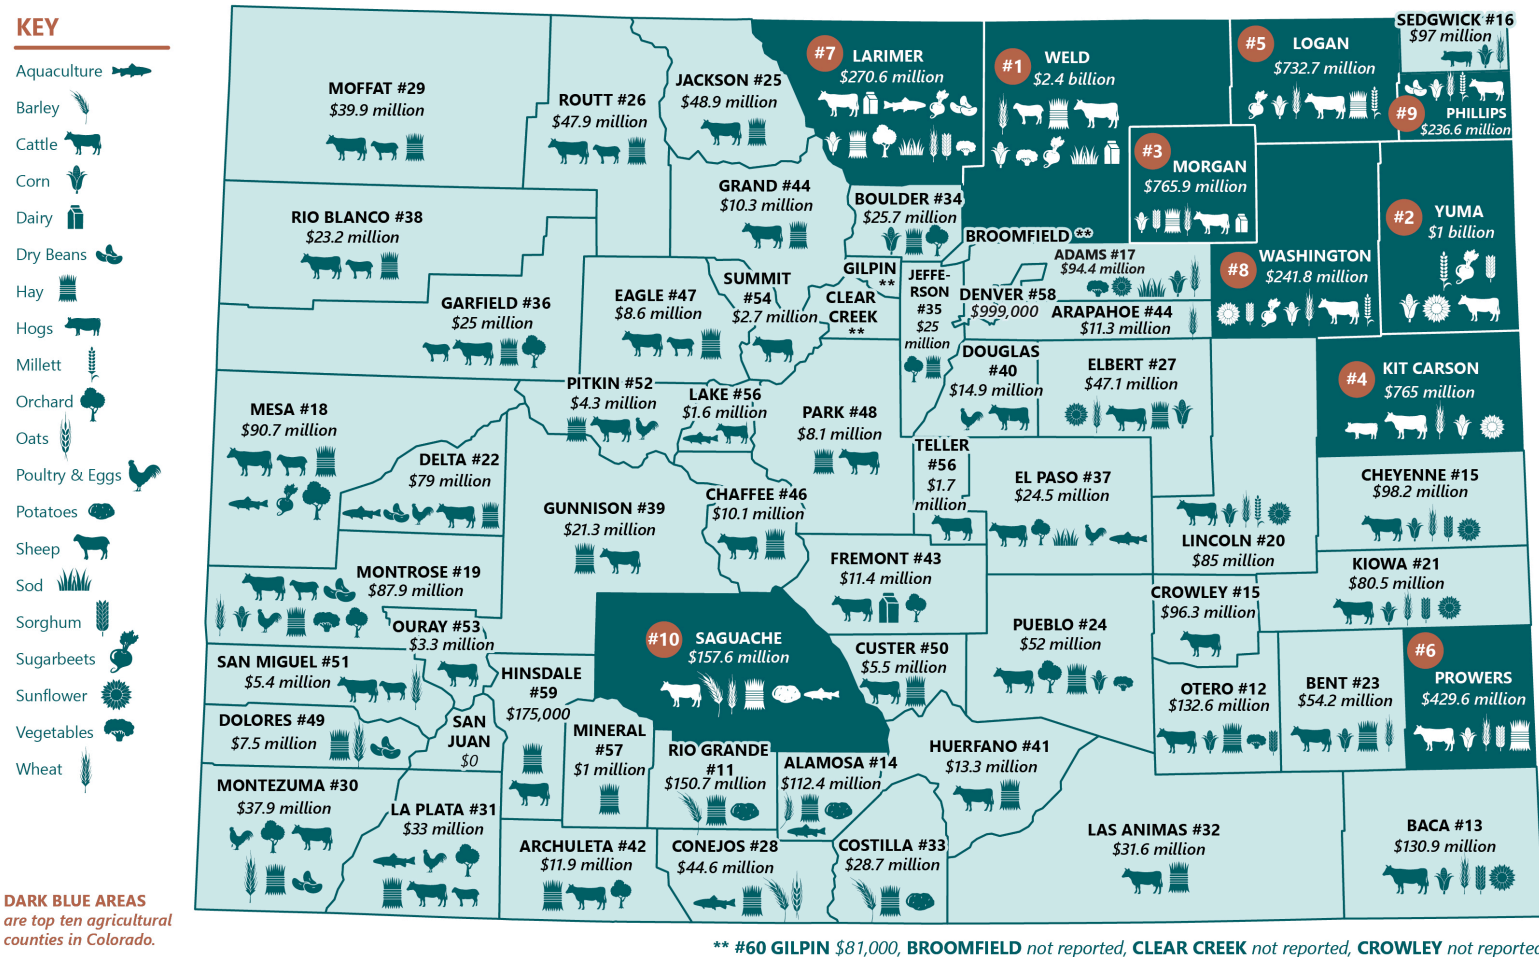 KEY
Aquaculture
Barley
Cattle
Corn
Dairy
Dry Beans
Hay
Hogs
Millett
Orchard
Oats
Poultry & Eggs
Potatoes
Sheep
Sod
Sorghum
Sugarbeets
Sunflower
Vegetables
Wheat
DARK BLUE AREAS
are top ten agricultural
counties in Colorado.
MOFFAT #29
$39.9 million
ROUTT #26
$47.9 million
JACKSON #25
$48.9 million
#7 LARIMER
$270.6 million
#1 WELD
$2.4 billion
#5 LOGAN
$732.7 million
SEDGWICK #16
$97 million
#9 PHILLIPS
$236.6 million
#3 MORGAN
$765.9 million
RIO BLANCO #38
$23.2 million
GRAND #44
$10.3 million
BOULDER #34
$25.7 million
BROOMFIELD **
#2 YUMA
$1 billion
#8 WASHINGTON
$241.8 million
ADAMS #17
$94.4 million
GARFIELD #36
$25 million
EAGLE #47
$8.6 million
SUMMIT
#54
$2.7 million
GILPIN
**
CLEAR
CREEK
**
JEFFE-
RSON
#35
$25
million
DENVER #58
$999,000
ARAPAHOE #44
$11.3 million
DOUGLAS
#40
$14.9 million
ELBERT #27
$47.1 million
#4 KIT CARSON
$765 million
MESA #18
$90.7 million
PITKIN #52
$4.3 million
LAKE #56
$1.6 million
PARK #48
$8.1 million
TELLER
#56
$1.7
million
EL PASO #37
$24.5 million
CHEYENNE #15
$98.2 million
DELTA #22
$79 million
GUNNISON #39
$21.3 million
CHAFFEE #46
$10.1 million
LINCOLN #20
$85 million
FREMONT #43
$11.4 million
KIOWA #21
$80.5 million
MONTROSE #19
$87.9 million
CROWLEY #15
$96.3 million
OURAY #53
$3.3 million
#10 SAGUACHE
$157.6 million
PUEBLO #24
$52 million
SAN MIGUEL #51
$5.4 million
HINSDALE
#59
$175,000
CUSTER #50
$5.5 million
OTERO #12
$132.6 million
BENT #23
$54.2 million
#6 PROWERS
$429.6 million
DOLORES #49
$7.5 million
SAN
JUAN
$0
MINERAL
#57
$1 million
RIO GRANDE
#11
$150.7 million
ALAMOSA #14
$112.4 million
HUERFANO #41
$13.3 million
MONTEZUMA #30
$37.9 million
LA PLATA #31
$33 million
ARCHULETA #42
$11.9 million
CONEJOS #28
$44.6 million
COSTILLA #33
$28.7 million
LAS ANIMAS #32
$31.6 million
BACA #13
$130.9 million
** #60 GILPIN $81,000, BROOMFIELD not reported, CLEAR CREEK not reported, CROWLEY not reported